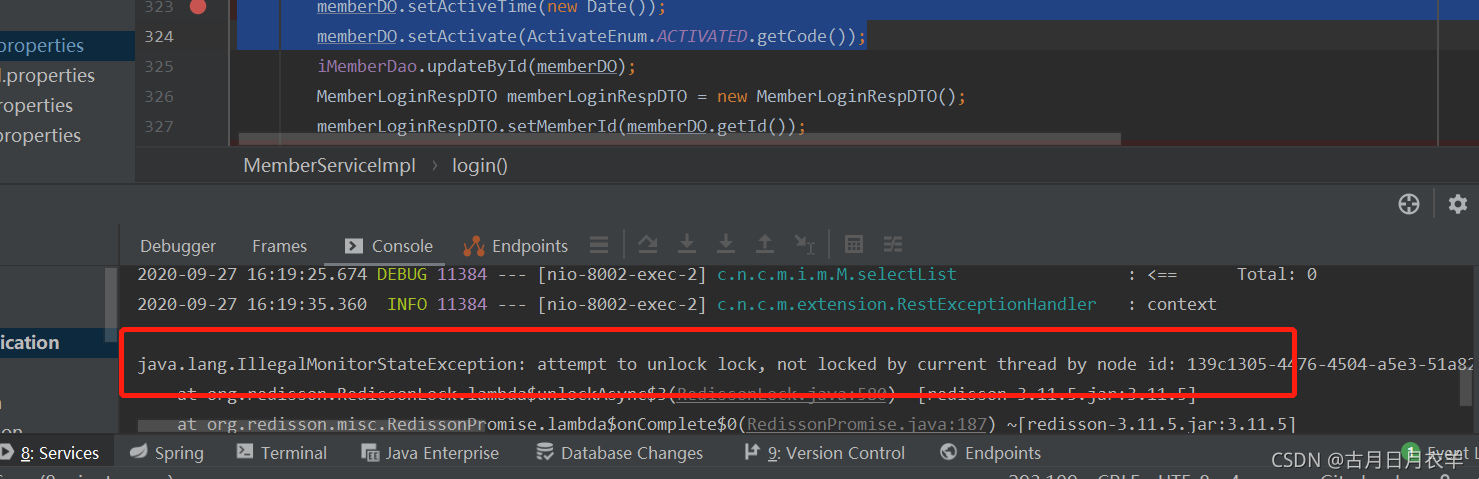 323 memberDO.setActiveTime(new Date());
324 memberDO.setActivate(ActivateEnum.ACTIVATED.getCode());
325 iMemberDao.updateById(memberDO);
326 MemberLoginRespDTO memberLoginRespDTO = new MemberLoginRespDTO();
327 memberLoginRespDTO.setMemberId(memberDO.getId());
properties
l.properties
roperties
properties
MemberServiceImpl › login()
Debugger Frames Console Endpoints
2020-09-27 16:19:25.674 DEBUG 11384 --- [nio-8002-exec-2] c.n.c.m.i.m.M.selectList : <== Total: 0
2020-09-27 16:19:35.360 INFO 11384 --- [nio-8002-exec-2] c.n.c.m.extension.RestExceptionHandler : context
ication
java.lang.IllegalMonitorStateException: attempt to unlock lock, not locked by current thread by node id: 139c1305-4476-4504-a5e3-51a82
at org.redisson.RedissonLock.lambda$unlockAsync$3(RedissonLock.java:580) ~[redisson-3.11.5.jar:3.11.5]
at org.redisson.misc.RedissonPromise.lambda$onComplete$0(RedissonPromise.java:187) ~[redisson-3.11.5.jar:3.11.5]
8: Services Spring Terminal Java Enterprise Database Changes 9: Version Control Endpoints 1 Event L
CSDN @古月日月衣羊